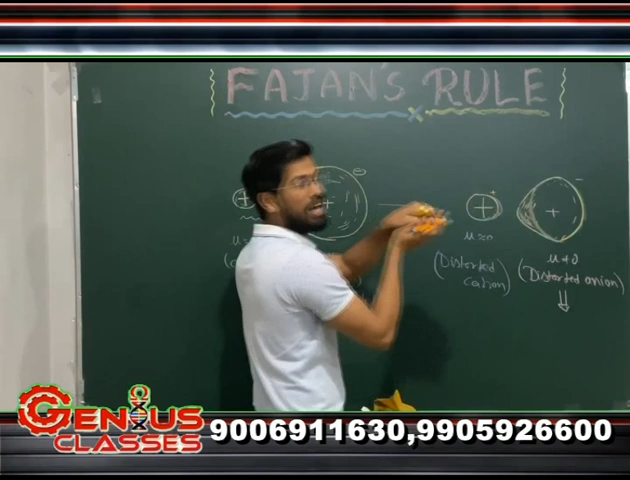 FAJAN'S RULE
μ≈0
(Distorted
cation)
μ≠0
(Distorted anion)
GENIUS
CLASSES
9006911630,9905926600